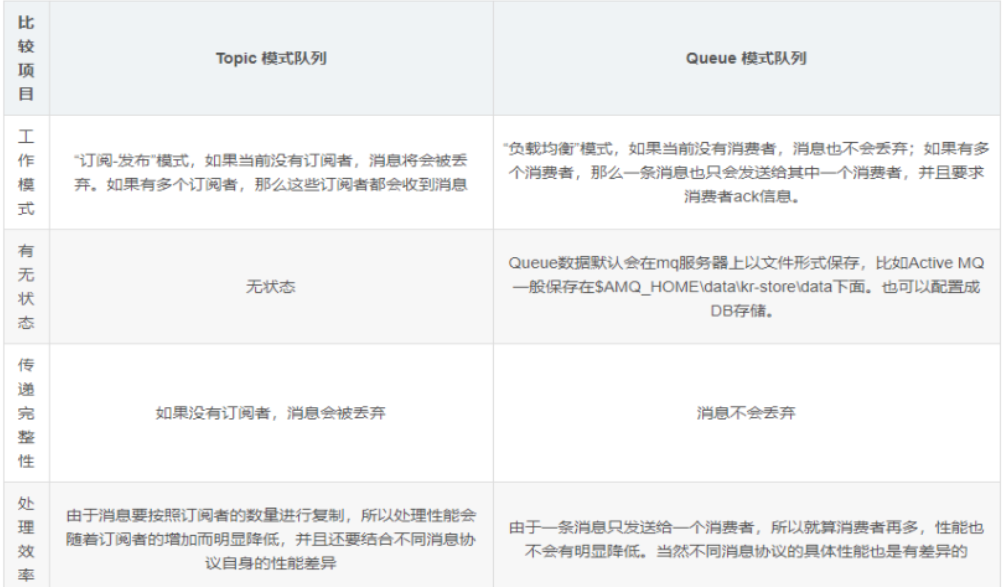 比
较
项
目
Topic 模式队列
Queue 模式队列
工
作
模
式
“订阅-发布”模式，如果当前没有订阅者，消息将会被丢
弃。如果有多个订阅者，那么这些订阅者都会收到消息
“负载均衡”模式，如果当前没有消费者，消息也不会丢弃；如果有多
个消费者，那么一条消息也只会发送给其中一个消费者，并且要求
消费者ack信息。
有
无
状
态
无状态
Queue数据默认会在mq服务器上以文件形式保存，比如Active MQ
一般保存在$AMQ_HOME\data\kr-store\data下面。也可以配置成
DB存储。
传
递
完
整
性
如果没有订阅者，消息会被丢弃
消息不会丢弃
处
理
效
率
由于消息要按照订阅者的数量进行复制，所以处理性能会
随着订阅者的增加而明显降低，并且还要结合不同消息协
议自身的性能差异
由于一条消息只发送给一个消费者，所以就算消费者再多，性能也
不会有明显降低。当然不同消息协议的具体性能也是有差异的